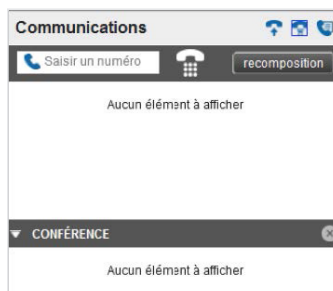 Communications
Saisir un numéro
recomposition
Aucun élément à afficher
CONFÉRENCE
Aucun élément à afficher